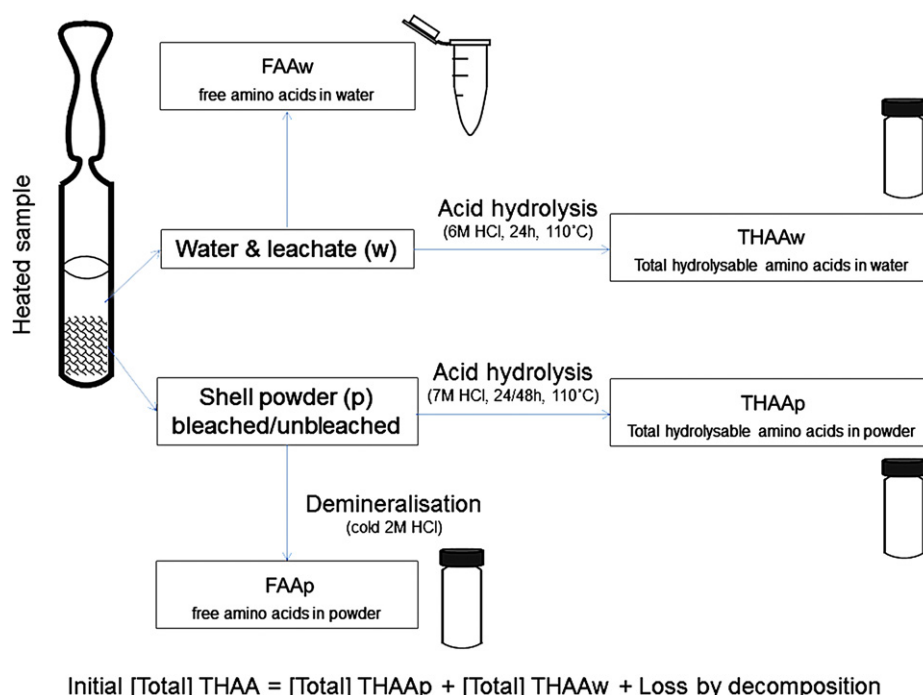 FAAw
free amino acids in water
Heated sample
Water & leachate (w)
Acid hydrolysis
(6M HCl, 24h, 110˚C)
THAAw
Total hydrolysable amino acids in water
Shell powder (p)
bleached/unbleached
Acid hydrolysis
(7M HCl, 24/48h, 110˚C)
THAAp
Total hydrolysable amino acids in powder
Demineralisation
(cold 2M HCl)
FAAp
free amino acids in powder
Initial [Total] THAA = [Total] THAAp + [Total] THAAw + Loss by decomposition